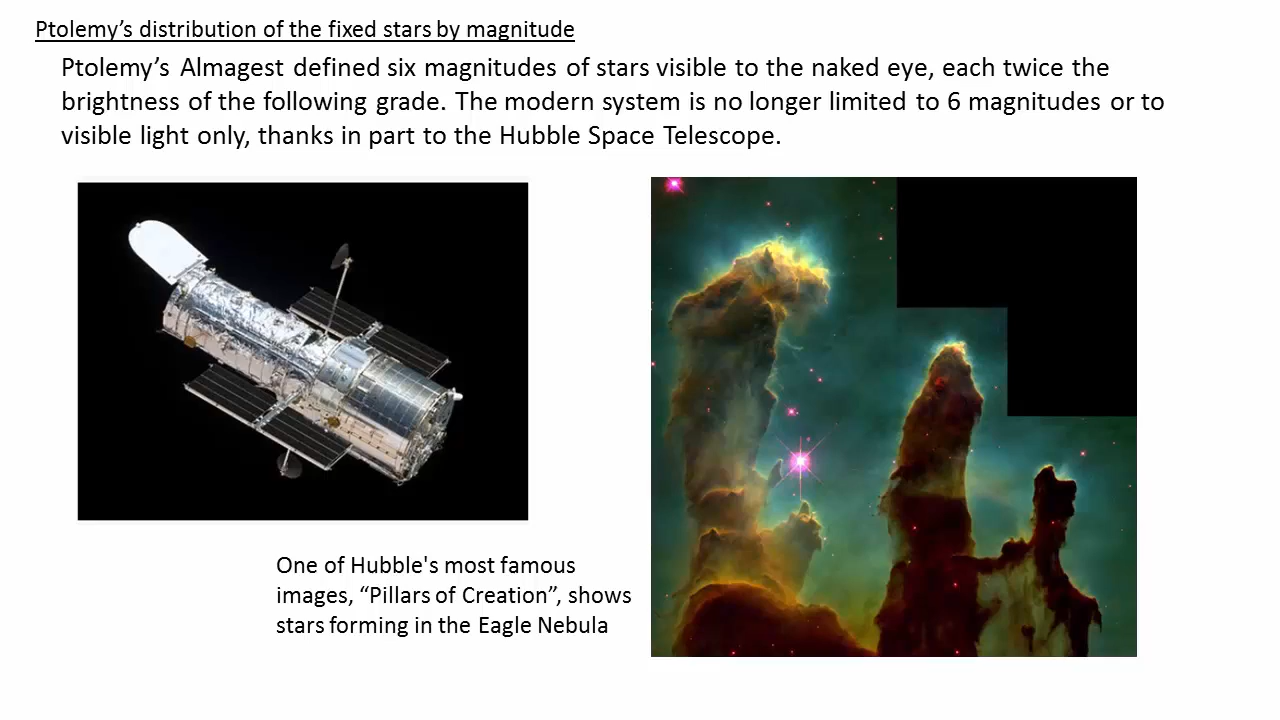 Ptolemy’s distribution of the fixed stars by magnitude
Ptolemy’s Almagest defined six magnitudes of stars visible to the naked eye, each twice the
brightness of the following grade. The modern system is no longer limited to 6 magnitudes or to
visible light only, thanks in part to the Hubble Space Telescope.
One of Hubble's most famous
images, “Pillars of Creation”, shows
stars forming in the Eagle Nebula